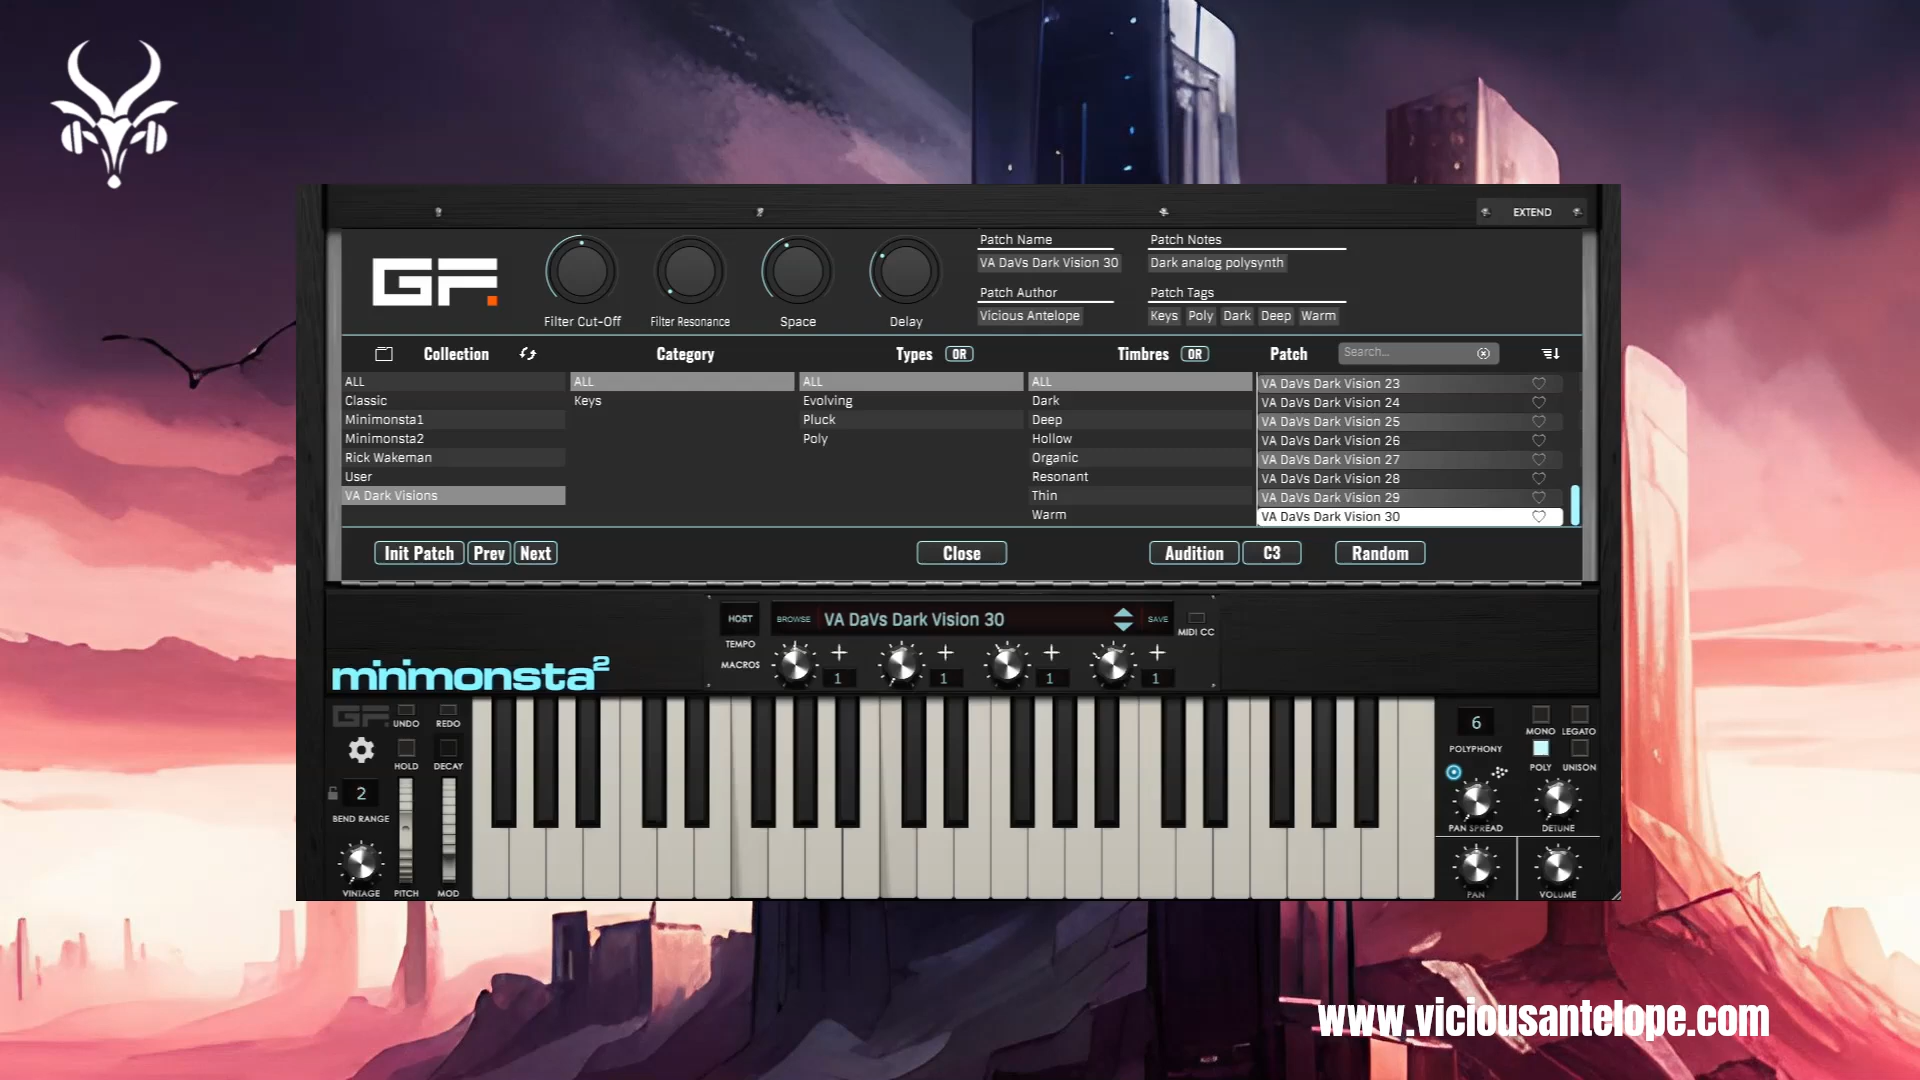 EXTEND
GF.
Filter Cut-Off
Filter Resonance
Space
Delay
Patch Name
VA DaVs Dark Vision 30
Patch Author
Vicious Antelope
Patch Notes
Dark analog polysynth
Patch Tags
Keys Poly Dark Deep Warm
Collection
Category
Types OR
Timbres OR
Patch
Search...
ALL
Classic
Minimonsta1
Minimonsta2
Rick Wakeman
User
VA Dark Visions
ALL
Keys
ALL
Evolving
Pluck
Poly
ALL
Dark
Deep
Hollow
Organic
Resonant
Thin
Warm
VA DaVs Dark Vision 23
VA DaVs Dark Vision 24
VA DaVs Dark Vision 25
VA DaVs Dark Vision 26
VA DaVs Dark Vision 27
VA DaVs Dark Vision 28
VA DaVs Dark Vision 29
VA DaVs Dark Vision 30
Init Patch Prev Next
Close
Audition C3
Random
HOST
TEMPO
BROWSE VA DaVs Dark Vision 30 SAVE
MIDI CC
MACROS
1 1 1 1
minimonsta2
GF.
UNDO REDO
HOLD DECAY
2
BEND RANGE
VINTAGE PITCH MOD
6
POLYPHONY
MONO LEGATO
POLY UNISON
PAN SPREAD DETUNE
PAN VOLUME
www.viciousantelope.com